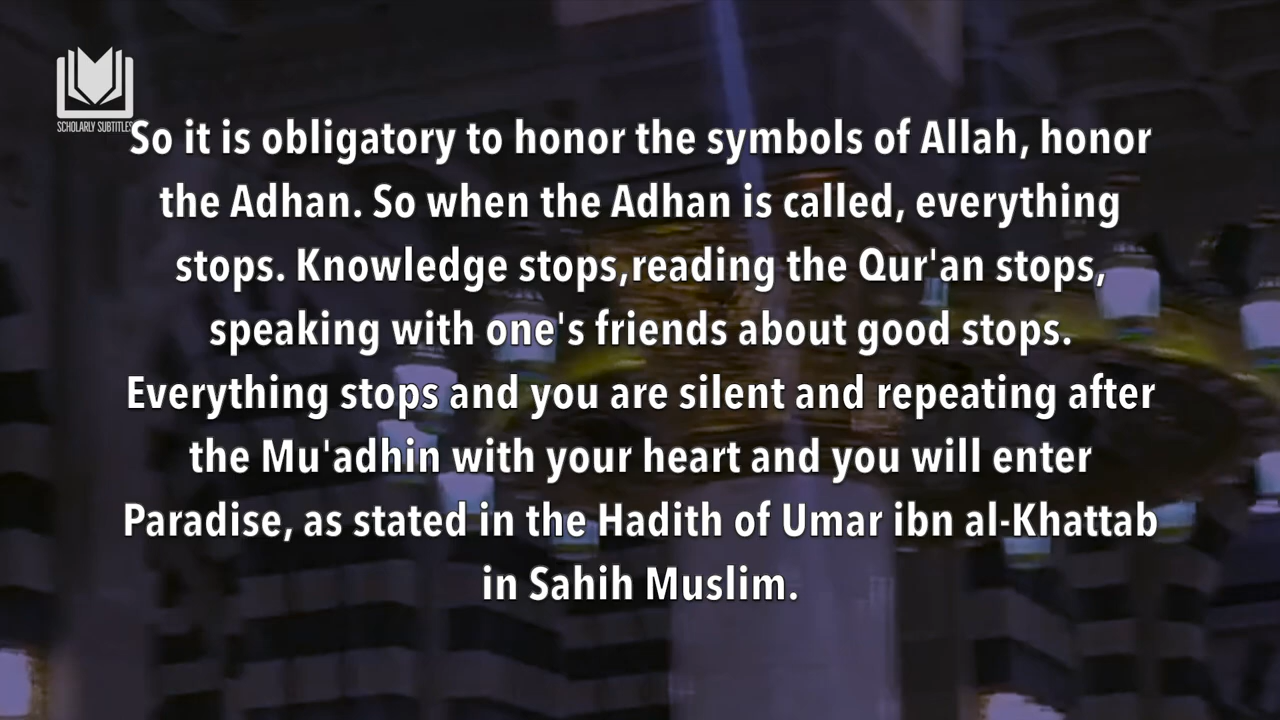 SCHOLARLY SUBTITLES
So it is obligatory to honor the symbols of Allah, honor
the Adhan. So when the Adhan is called, everything
stops. Knowledge stops,reading the Qur'an stops,
speaking with one's friends about good stops.
Everything stops and you are silent and repeating after
the Mu'adhin with your heart and you will enter
Paradise, as stated in the Hadith of Umar ibn al-Khattab
in Sahih Muslim.